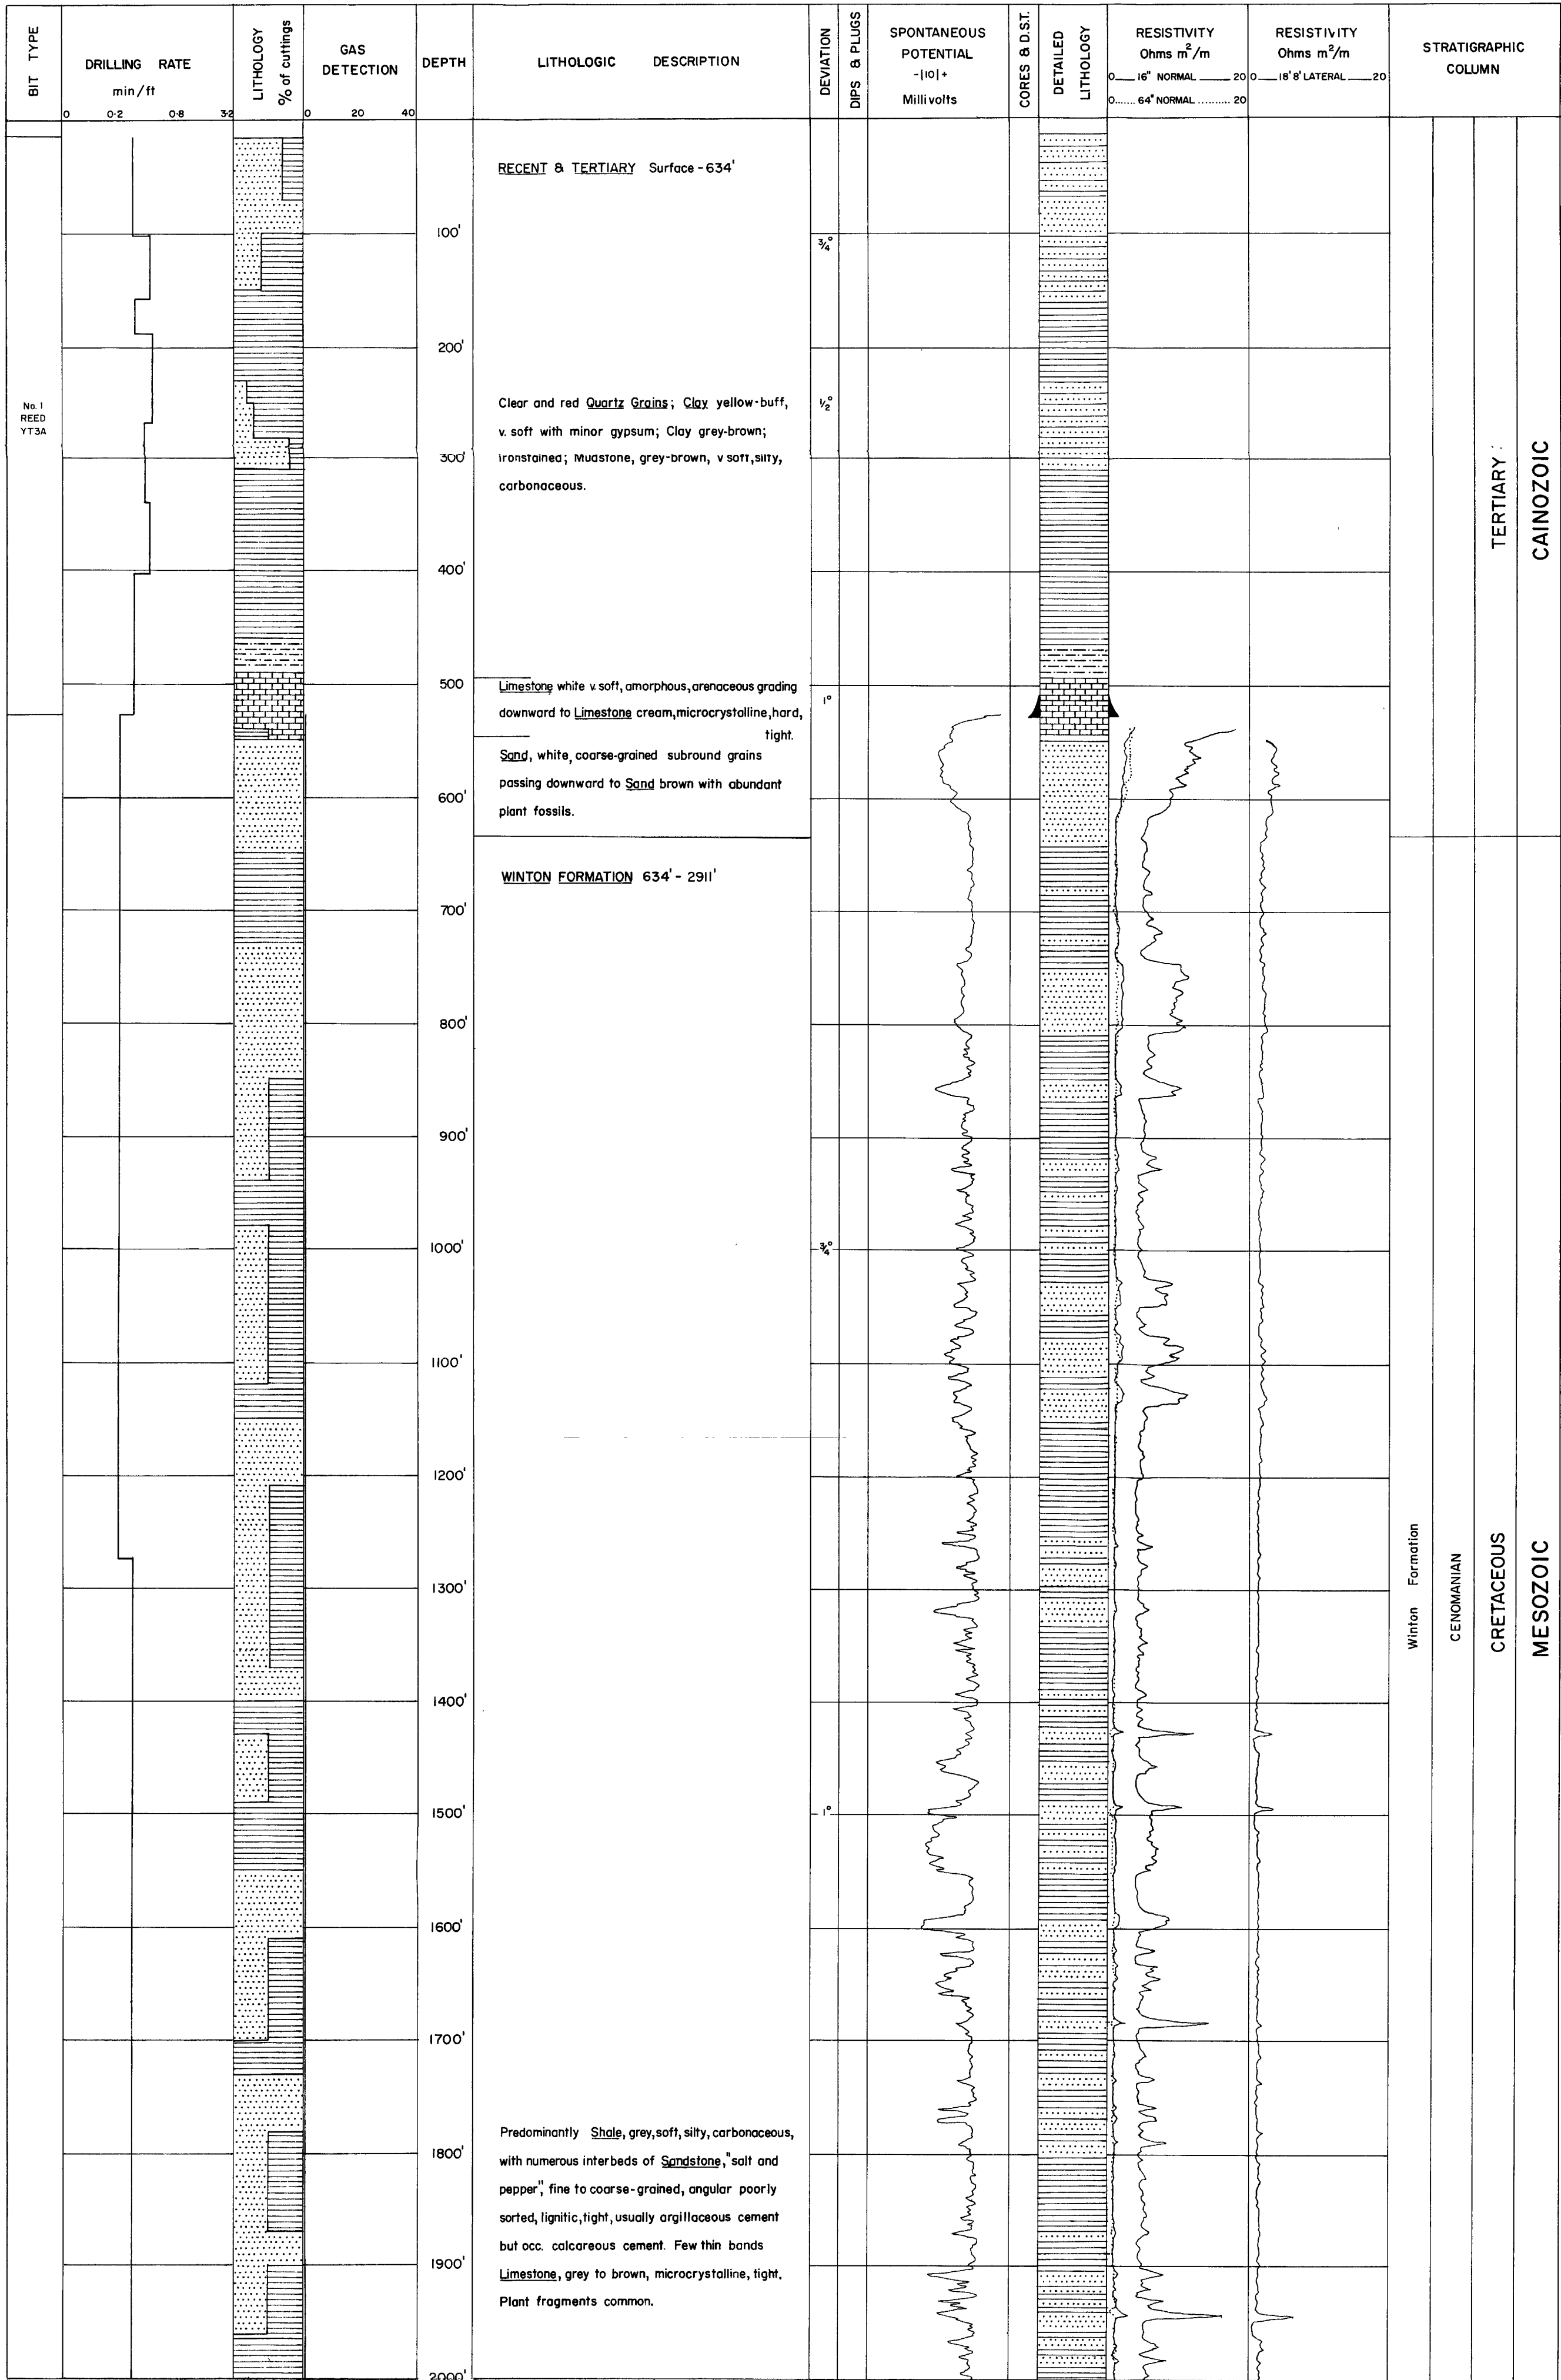 BIT TYPE
DRILLING RATE
min/ft
0 0·2 0·8 3·2
LITHOLOGY
% of cuttings
GAS
DETECTION
0 20 40
DEPTH
LITHOLOGIC DESCRIPTION
DEVIATION
DIPS & PLUGS
SPONTANEOUS
POTENTIAL
-|10|+
Millivolts
CORES & D.S.T.
DETAILED
LITHOLOGY
RESISTIVITY
Ohms m²/m
0 16" NORMAL 20
0 ...... 64" NORMAL .......... 20
RESISTIVITY
Ohms m²/m
0 18'8" LATERAL 20
STRATIGRAPHIC
COLUMN
RECENT & TERTIARY Surface - 634'
100'
3/4°
200'
No. 1
REED
YT3A
Clear and red Quartz Grains; Clay yellow-buff,
v. soft with minor gypsum; Clay grey-brown;
ironstained; Mudstone, grey-brown, v soft, silty,
carbonaceous.
1/2°
300'
400'
TERTIARY
CAINOZOIC
500
Limestone white v. soft, amorphous, arenaceous grading
downward to Limestone cream, microcrystalline, hard,
tight.
1°
Sand, white, coarse-grained subround grains
passing downward to Sand brown with abundant
plant fossils.
600'
WINTON FORMATION 634' - 2911'
700'
800'
900'
1000'
3/4°
1100'
1200'
1300'
1400'
1500'
1°
Winton Formation
CENOMANIAN
CRETACEOUS
MESOZOIC
1600'
1700'
1800'
Predominantly Shale, grey, soft, silty, carbonaceous,
with numerous interbeds of Sandstone, "salt and
pepper", fine to coarse-grained, angular poorly
sorted, lignitic, tight, usually argillaceous cement
but occ. calcareous cement. Few thin bands
Limestone, grey to brown, microcrystalline, tight.
Plant fragments common.
1900'
2000'